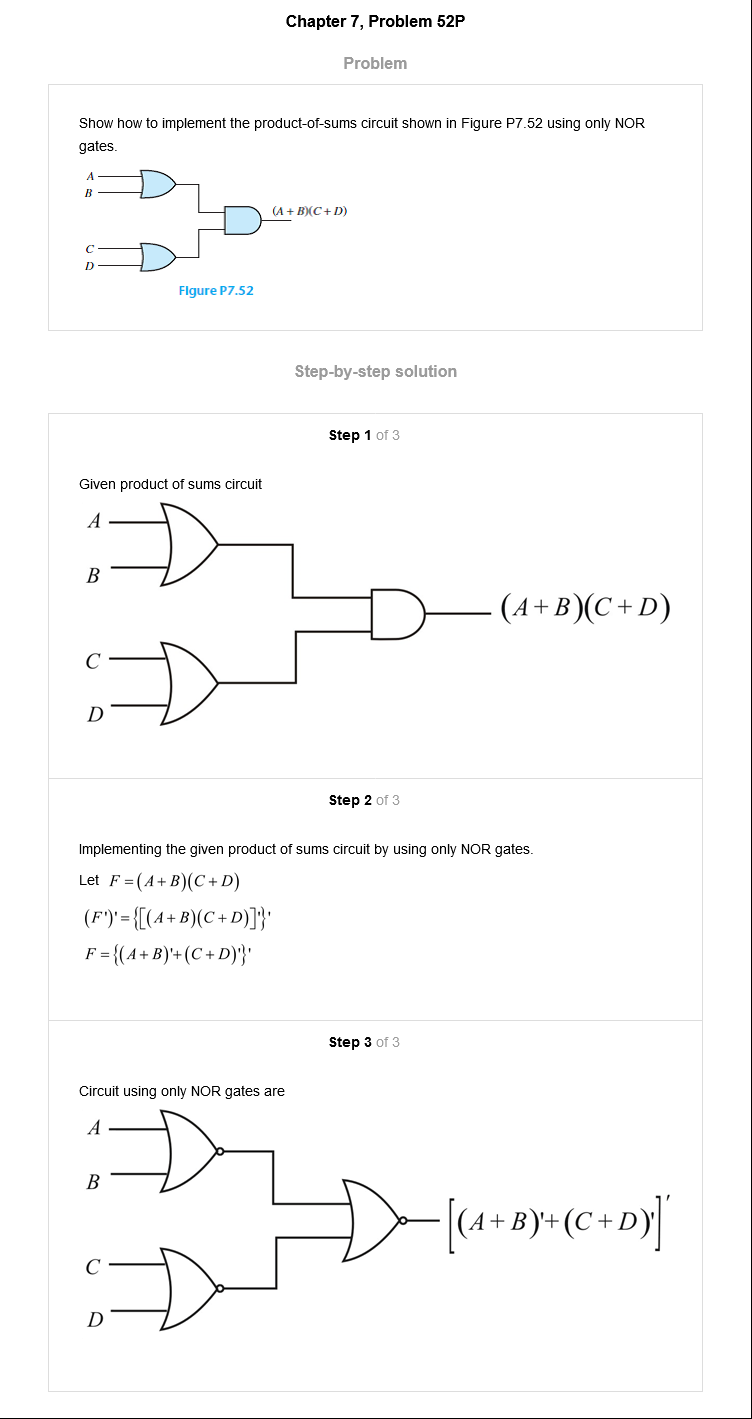 Chapter 7, Problem 52P
Problem
Show how to implement the product-of-sums circuit shown in Figure P7.52 using only NOR
gates.
A
B
(A + B)(C + D)
C
D
Figure P7.52
Step-by-step solution
Step 1 of 3
Given product of sums circuit
A
B
(A+B)(C+D)
C
D
Step 2 of 3
Implementing the given product of sums circuit by using only NOR gates.
Let F=(A+B)(C+D)
(F')'={[(A+B)(C+D)]'}'
F={(A+B)'+(C+D)'}'
Step 3 of 3
Circuit using only NOR gates are
A
B
[(A+B)'+(C+D)']'
C
D